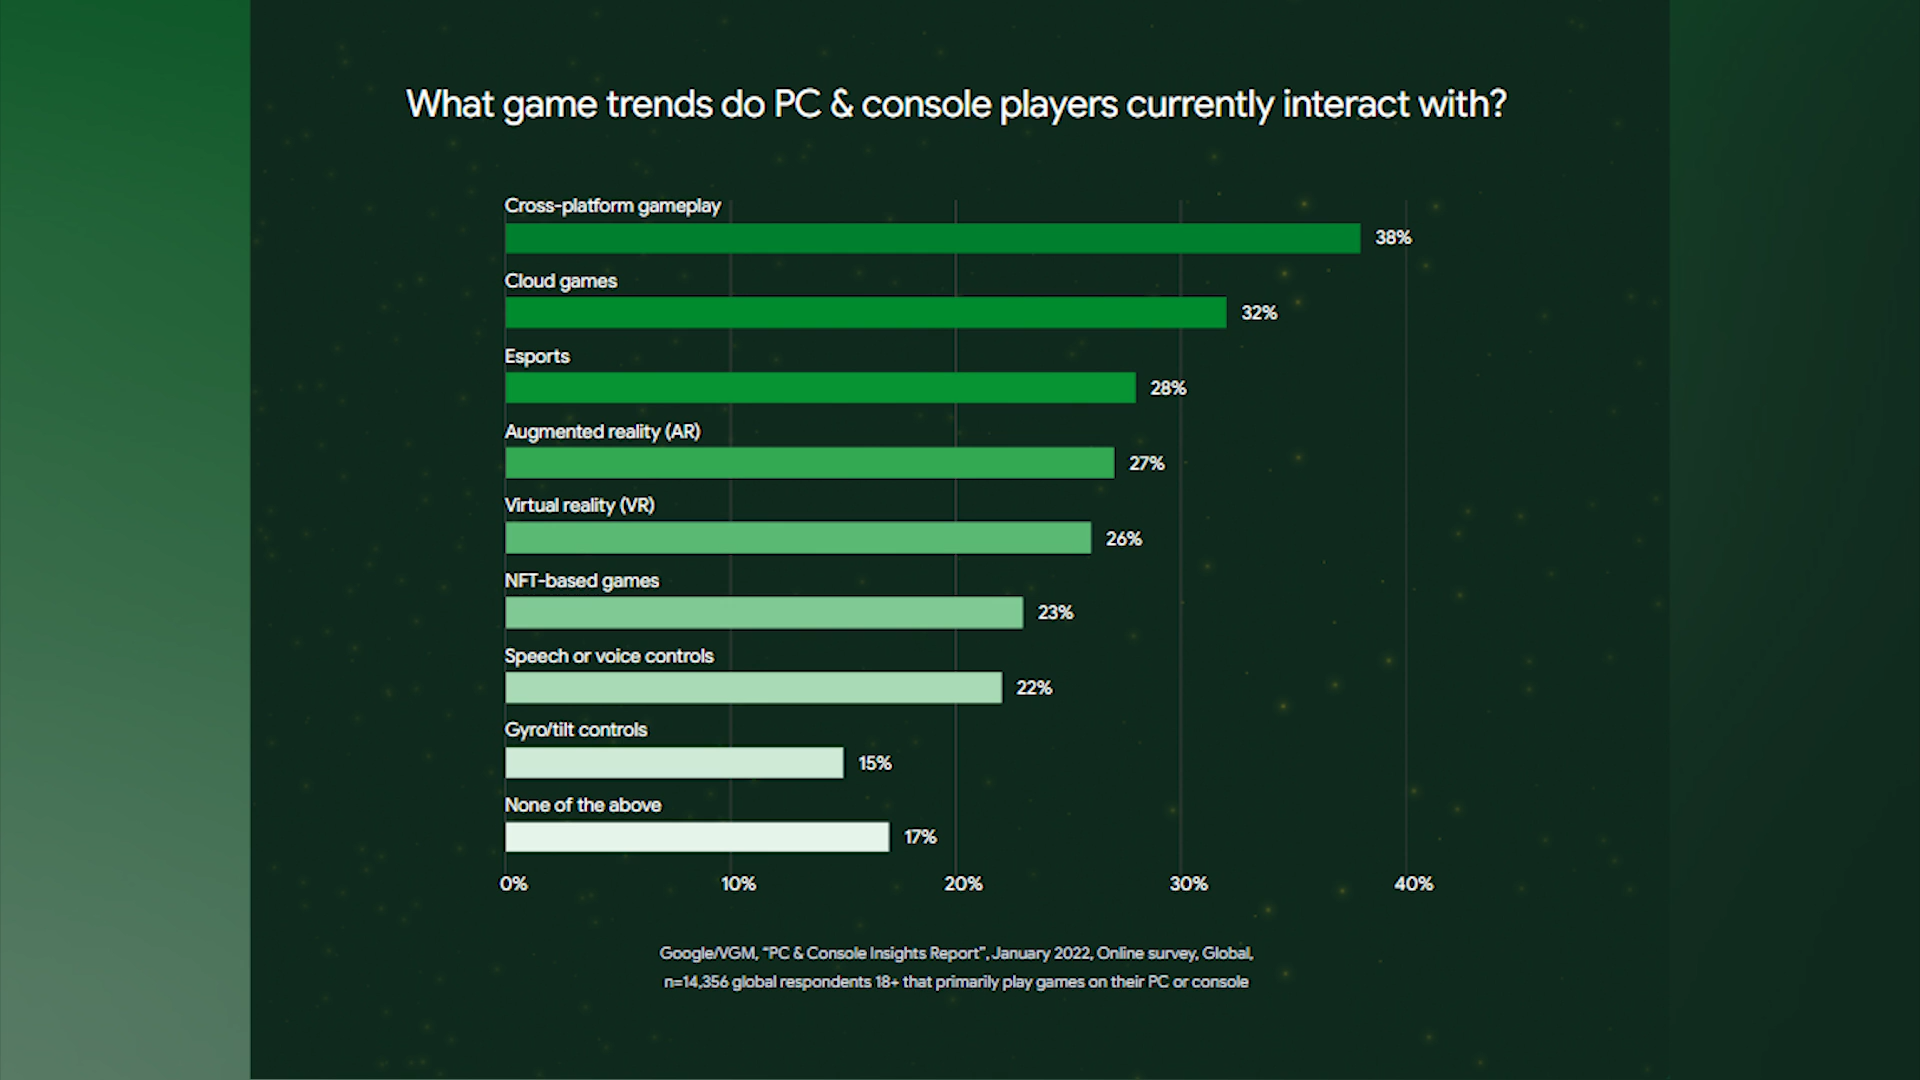 What game trends do PC & console players currently interact with?
Cross-platform gameplay
38%
Cloud games
32%
Esports
28%
Augmented reality (AR)
27%
Virtual reality (VR)
26%
NFT-based games
23%
Speech or voice controls
22%
Gyro/tilt controls
15%
None of the above
17%
0% 10% 20% 30% 40%
Google/VGM, “PC & Console Insights Report”, January 2022, Online survey, Global,
n=14,356 global respondents 18+ that primarily play games on their PC or console